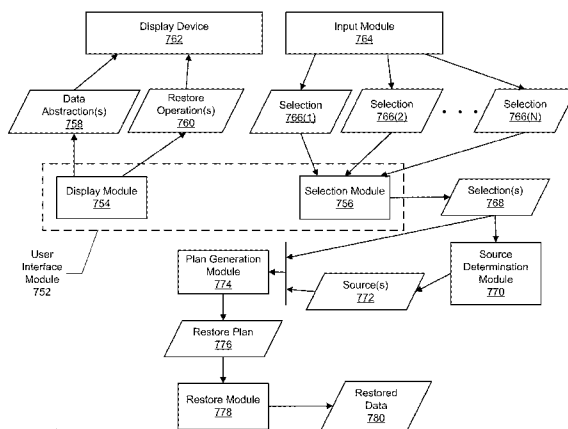 Display Device
762
Input Module
764
Data
Abstraction(s)
758
Restore
Operation(s)
760
Selection
766(1)
Selection
766(2)
. . . .
Selection
766(N)
Display Module
754
Selection Module
756
Selection(s)
768
User
Interface
Module
752
Plan Generation
Module
774
Source(s)
772
Source
Determination
Module
770
Restore Plan
776
Restore Module
778
Restored
Data
780